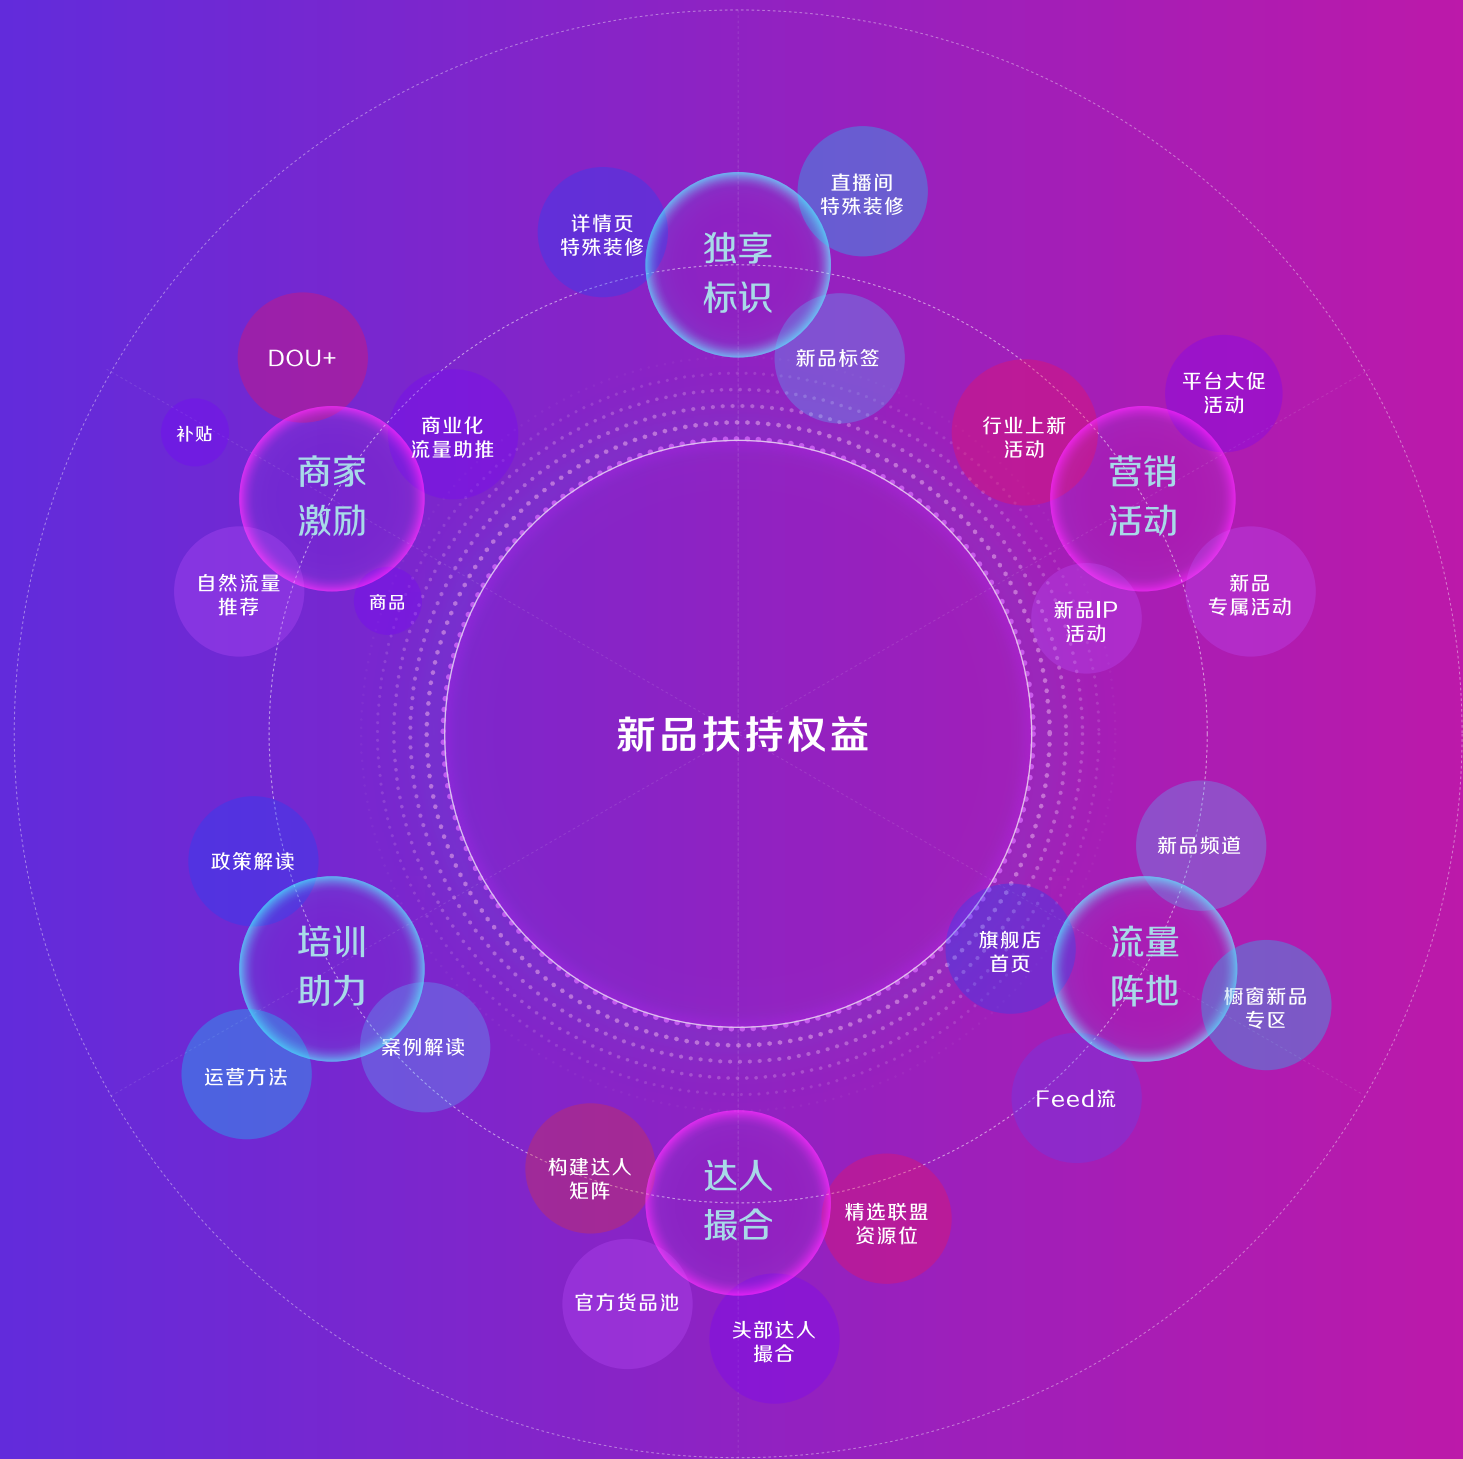 新品扶持权益
独享
标识
详情页
特殊装修
直播间
特殊装修
新品标签
营销
活动
行业上新
活动
平台大促
活动
新品IP
活动
新品
专属活动
流量
阵地
新品频道
旗舰店
首页
橱窗新品
专区
Feed流
达人
撮合
构建达人
矩阵
精选联盟
资源位
官方货品池
头部达人
撮合
培训
助力
政策解读
案例解读
运营方法
商家
激励
DOU+
补贴
商业化
流量助推
自然流量
推荐
商品